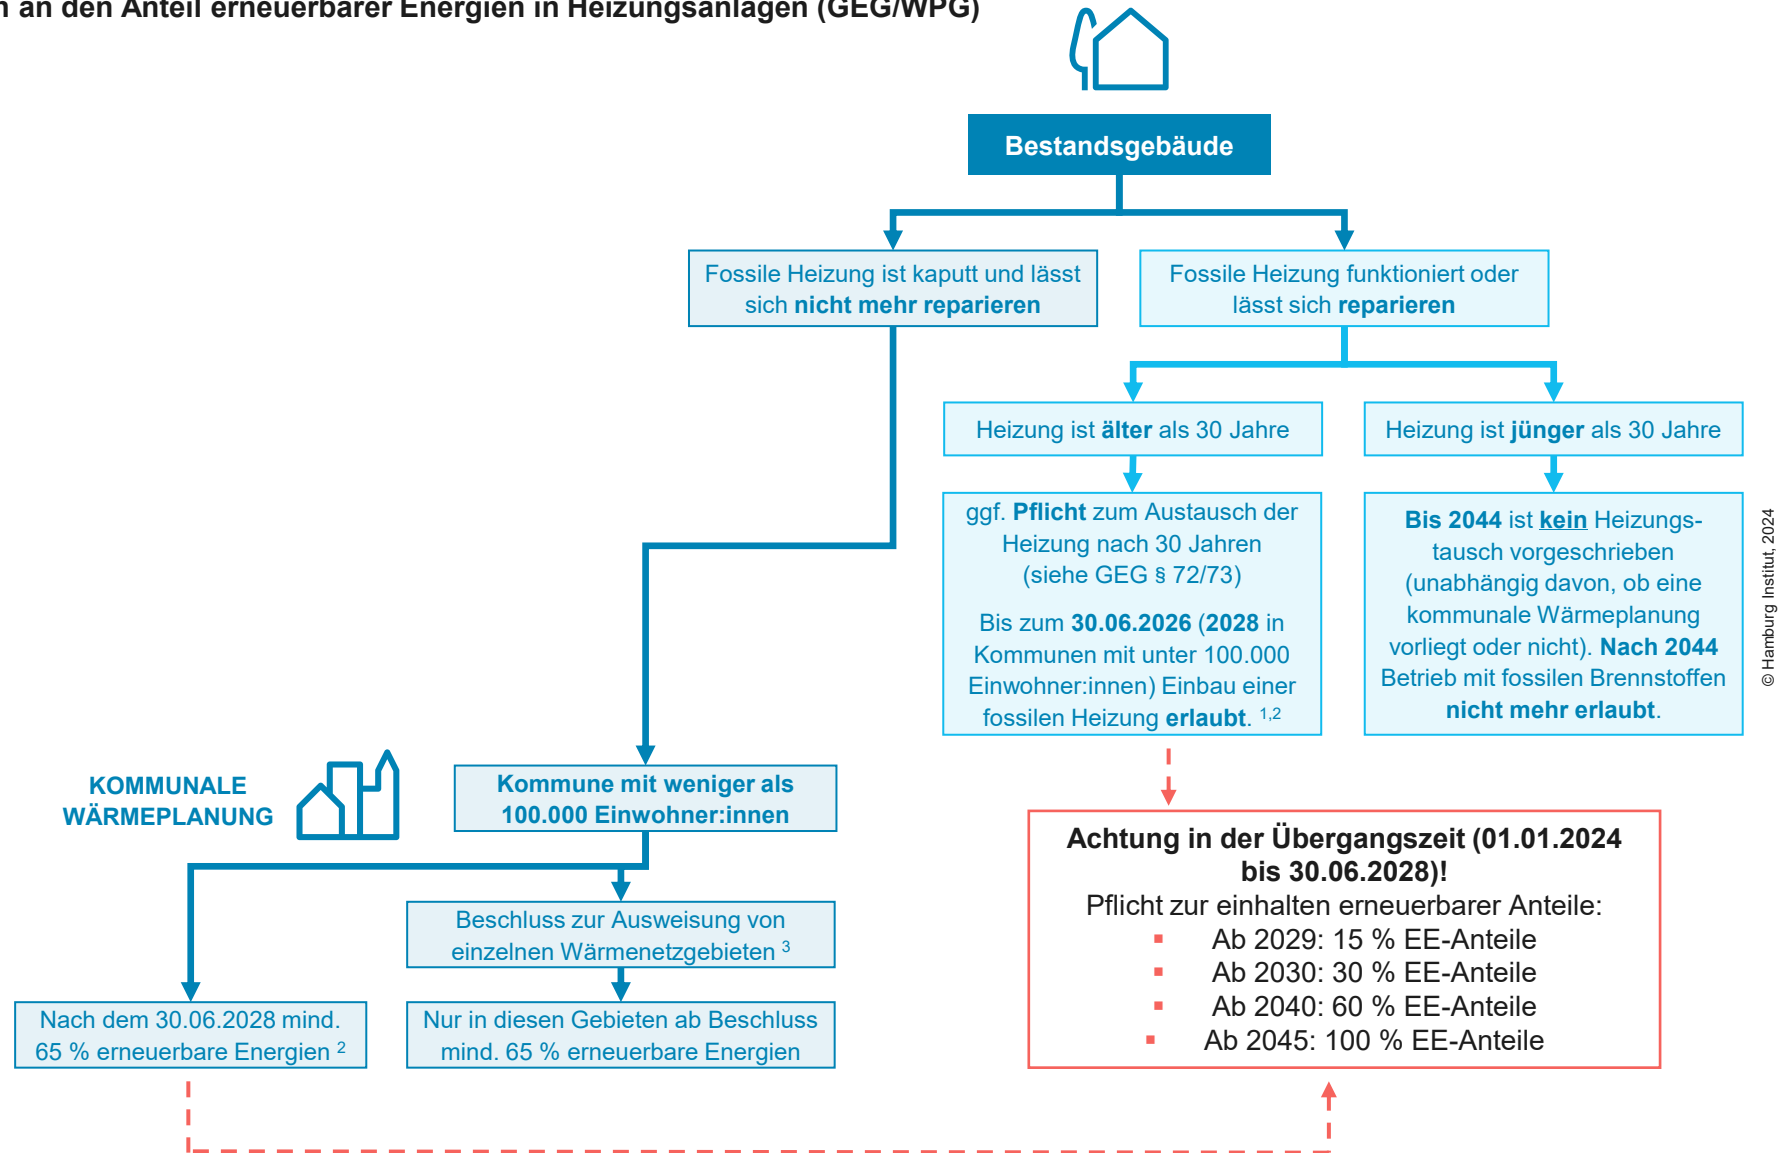 an den Anteil erneuerbarer Energien in Heizungsanlagen (GEG/WPG)
Bestandsgebäude
Fossile Heizung ist kaputt und lässt
sich nicht mehr reparieren
Fossile Heizung funktioniert oder
lässt sich reparieren
Heizung ist älter als 30 Jahre
Heizung ist jünger als 30 Jahre
ggf. Pflicht zum Austausch der
Heizung nach 30 Jahren
(siehe GEG § 72/73)
Bis zum 30.06.2026 (2028 in
Kommunen mit unter 100.000
Einwohner:innen) Einbau einer
fossilen Heizung erlaubt. 1,2
Bis 2044 ist kein Heizungs-
tausch vorgeschrieben
(unabhängig davon, ob eine
kommunale Wärmeplanung
vorliegt oder nicht). Nach 2044
Betrieb mit fossilen Brennstoffen
nicht mehr erlaubt.
© Hamburg Institut, 2024
KOMMUNALE
WÄRMEPLANUNG
Kommune mit weniger als
100.000 Einwohner:innen
Beschluss zur Ausweisung von
einzelnen Wärmenetzgebieten 3
Nach dem 30.06.2028 mind.
65 % erneuerbare Energien 2
Nur in diesen Gebieten ab Beschluss
mind. 65 % erneuerbare Energien
Achtung in der Übergangszeit (01.01.2024
bis 30.06.2028)!
Pflicht zur einhalten erneuerbarer Anteile:
▪ Ab 2029: 15 % EE-Anteile
▪ Ab 2030: 30 % EE-Anteile
▪ Ab 2040: 60 % EE-Anteile
▪ Ab 2045: 100 % EE-Anteile